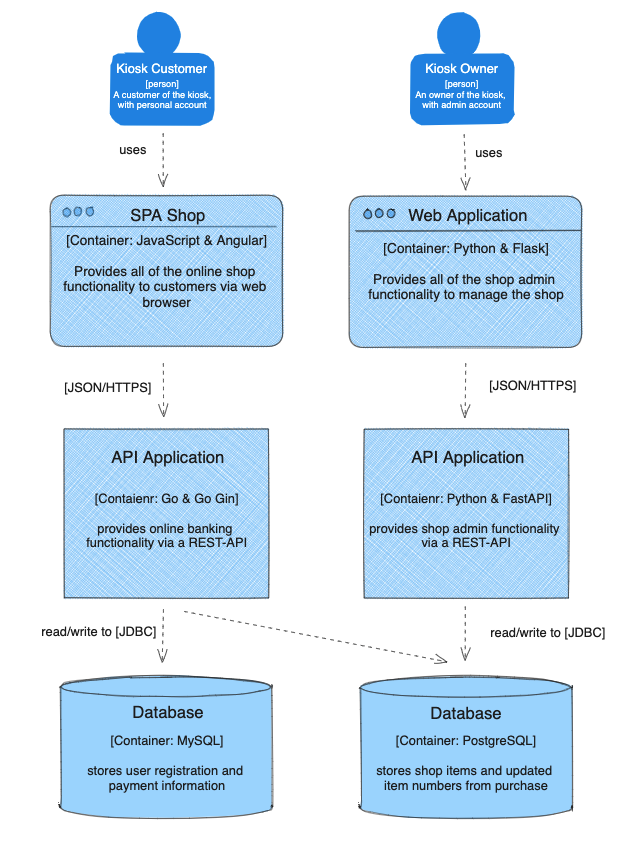 Kiosk Customer
[person]
A customer of the kiosk,
with personal account
Kiosk Owner
[person]
An owner of the kiosk,
with admin account
uses
uses
SPA Shop
[Container: JavaScript & Angular]
Provides all of the online shop
functionality to customers via web
browser
Web Application
[Container: Python & Flask]
Provides all of the shop admin
functionality to manage the shop
[JSON/HTTPS]
[JSON/HTTPS]
API Application
[Contaienr: Go & Go Gin]
provides online banking
functionality via a REST-API
API Application
[Contaienr: Python & FastAPI]
provides shop admin functionality
via a REST-API
read/write to [JDBC]
read/write to [JDBC]
Database
[Container: MySQL]
stores user registration and
payment information
Database
[Container: PostgreSQL]
stores shop items and updated
item numbers from purchase